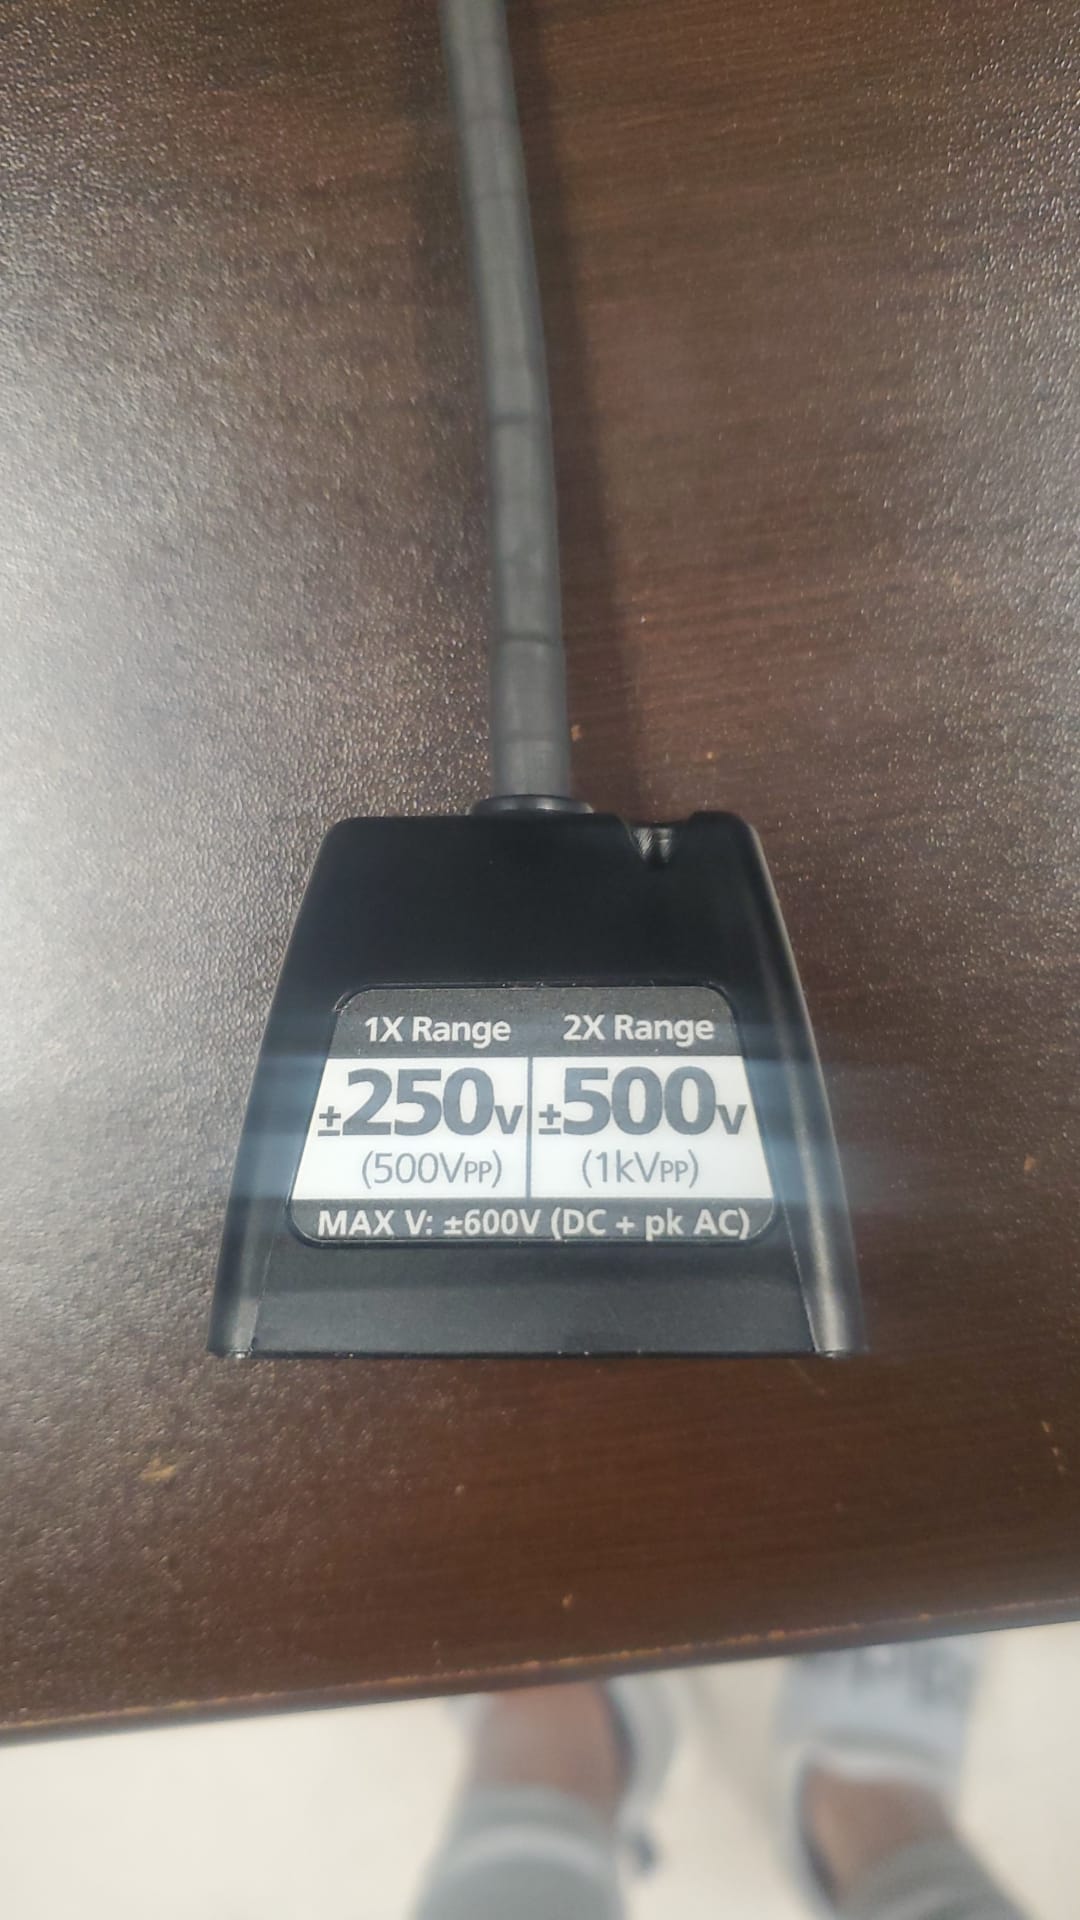 1X Range 2X Range
±250V ±500V
(500VPP) (1kVPP)
MAX V: ±600V (DC + pk AC)